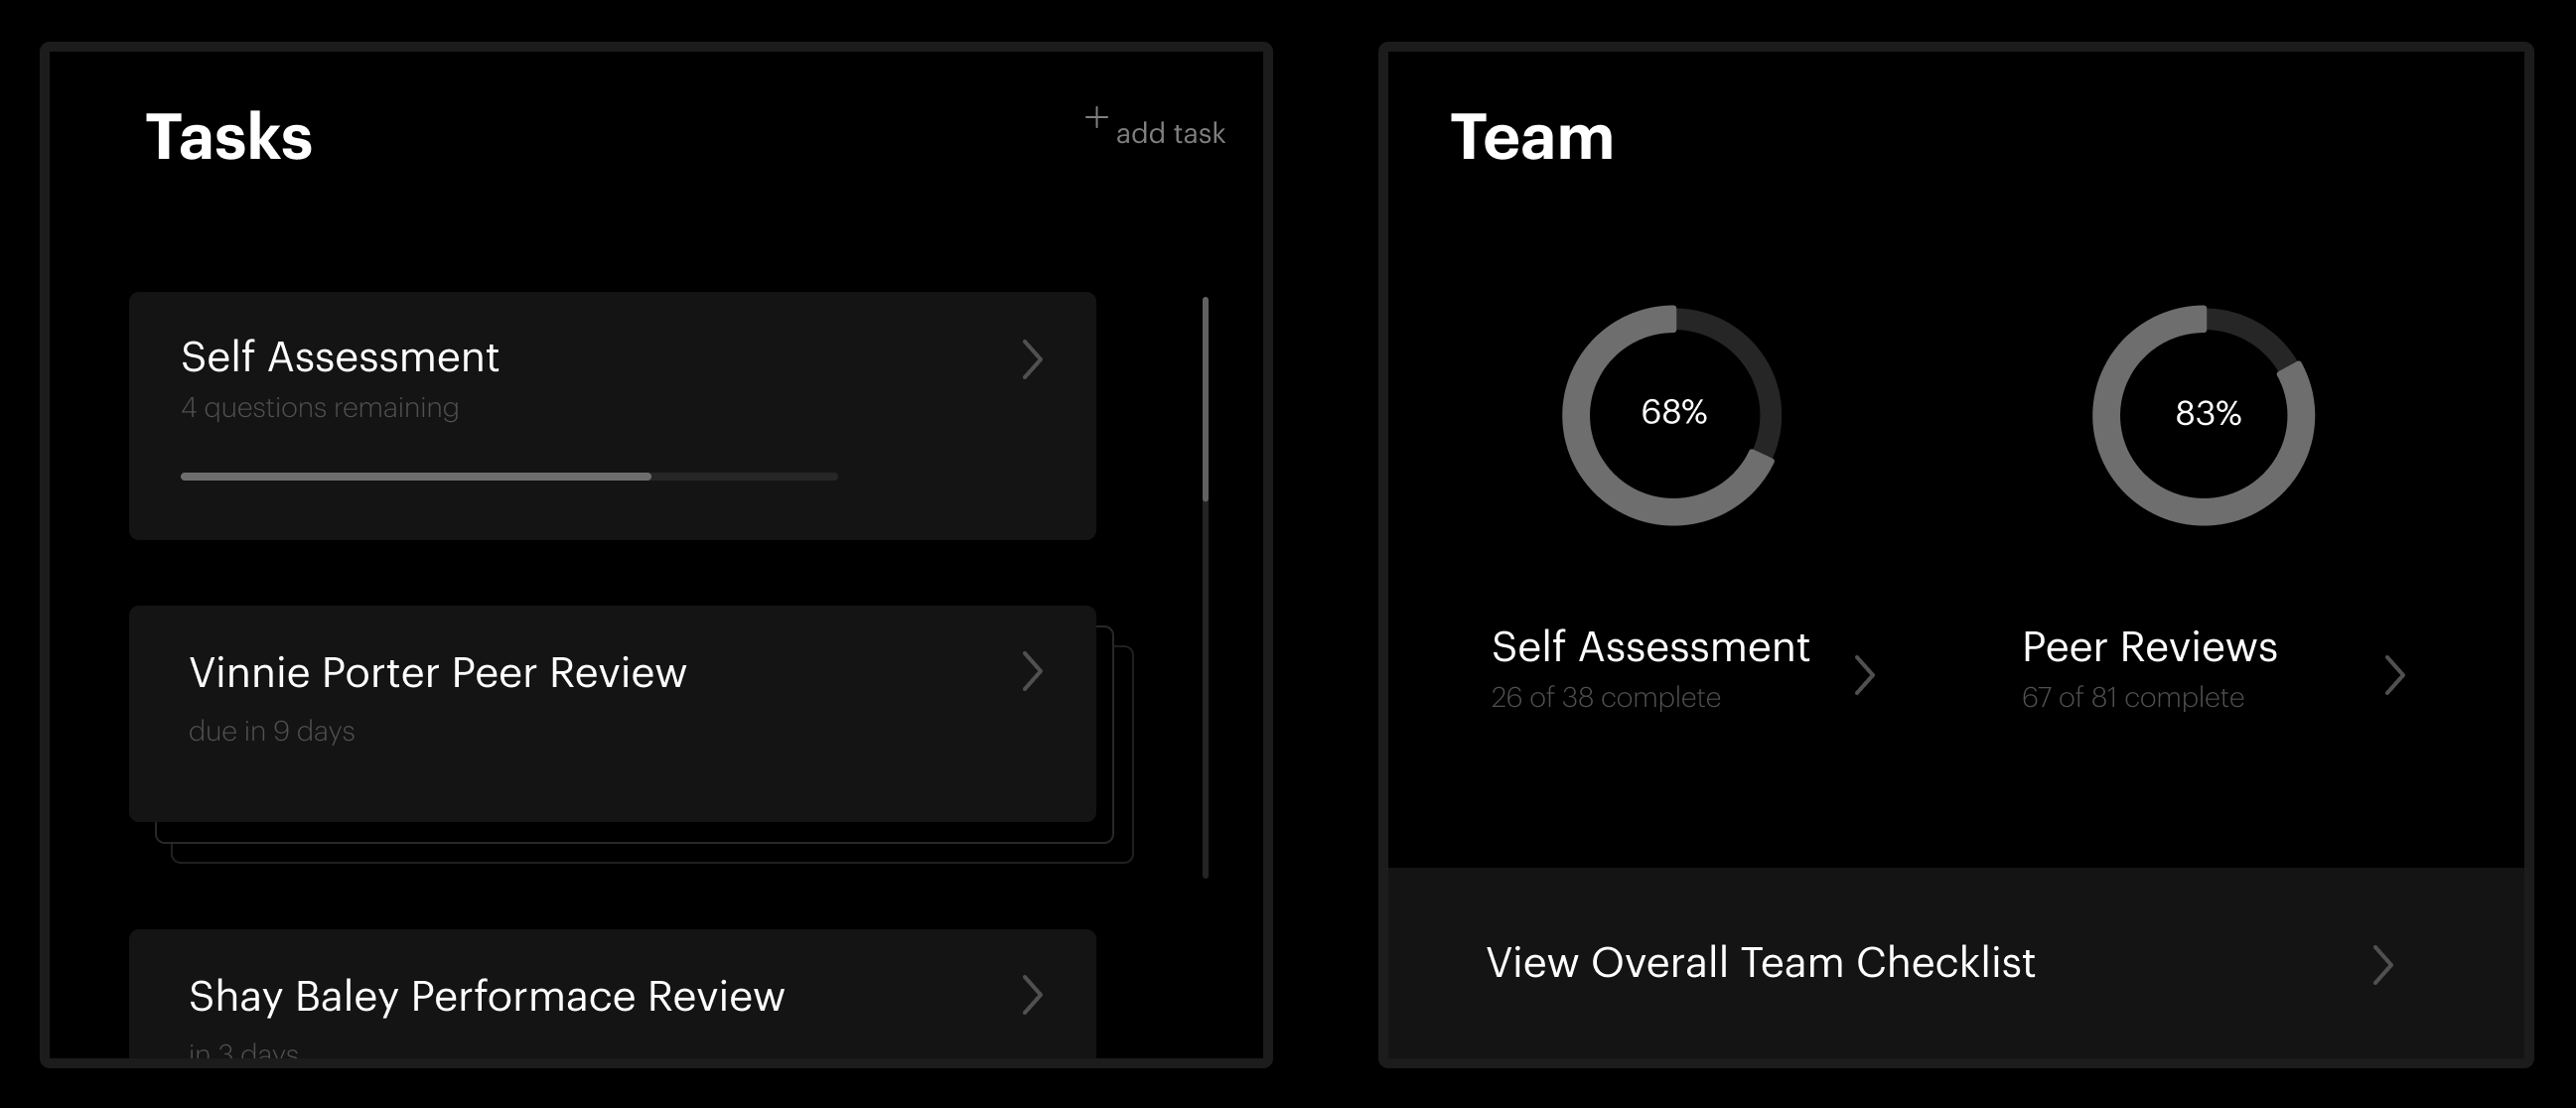 Tasks
+ add task
Self Assessment
4 questions remaining
Vinnie Porter Peer Review
due in 9 days
Shay Baley Performace Review
in 3 days
Team
68%
83%
Self Assessment
26 of 38 complete
Peer Reviews
67 of 81 complete
View Overall Team Checklist